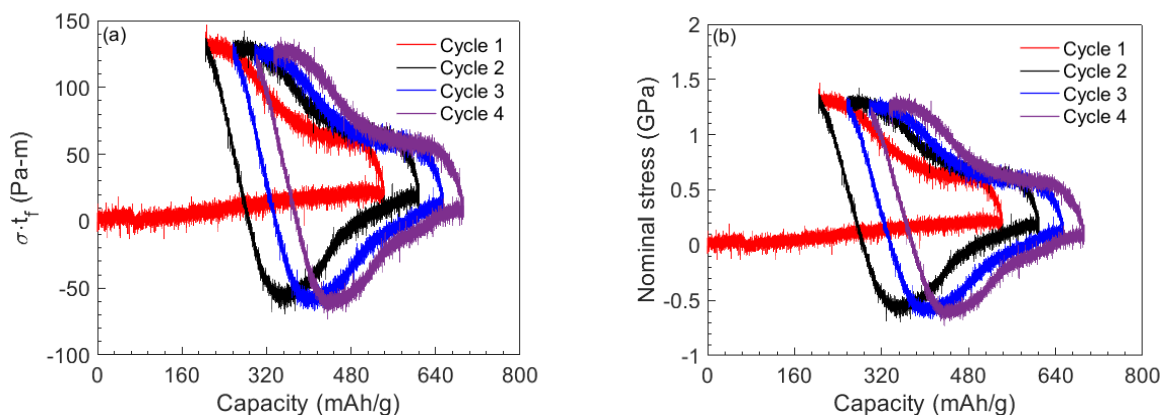 (a)
Cycle 1
Cycle 2
Cycle 3
Cycle 4
150
100
50
0
-50
-100
σ·t_f (Pa-m)
0 160 320 480 640 800
Capacity (mAh/g)
(b)
Cycle 1
Cycle 2
Cycle 3
Cycle 4
2
1.5
1
0.5
0
-0.5
-1
Nominal stress (GPa)
0 160 320 480 640 800
Capacity (mAh/g)